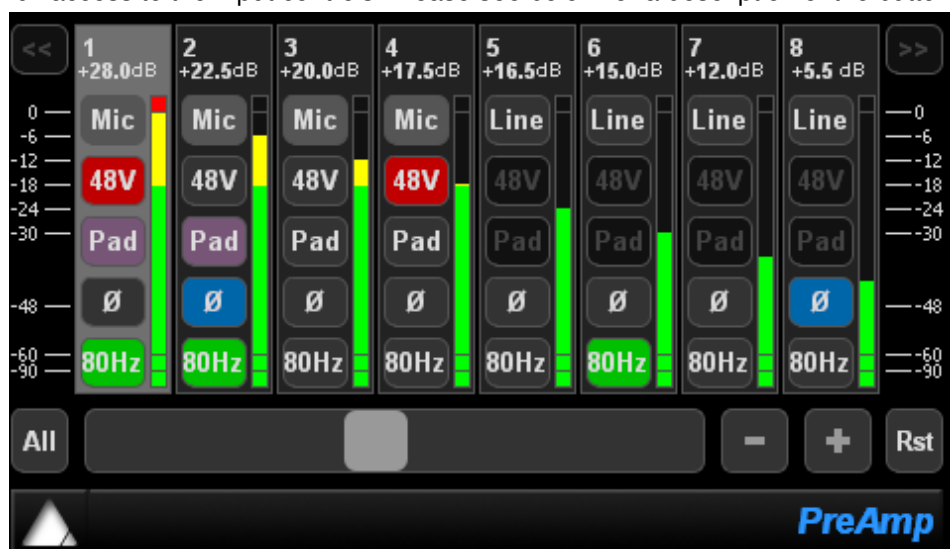 << 1 2 3 4 5 6 7 8 >>
+28.0dB +22.5dB +20.0dB +17.5dB +16.5dB +15.0dB +12.0dB +5.5 dB
0 Mic Mic Mic Mic Line Line Line Line 0
-6 -6
-12 -12
-18 48V 48V 48V 48V 48V 48V 48V 48V -18
-24 -24
-30 Pad Pad Pad Pad Pad Pad Pad Pad -30
-48 Ø Ø Ø Ø Ø Ø Ø Ø -48
-60 80Hz 80Hz 80Hz 80Hz 80Hz 80Hz 80Hz 80Hz -60
-90 -90
All - + Rst
PreAmp